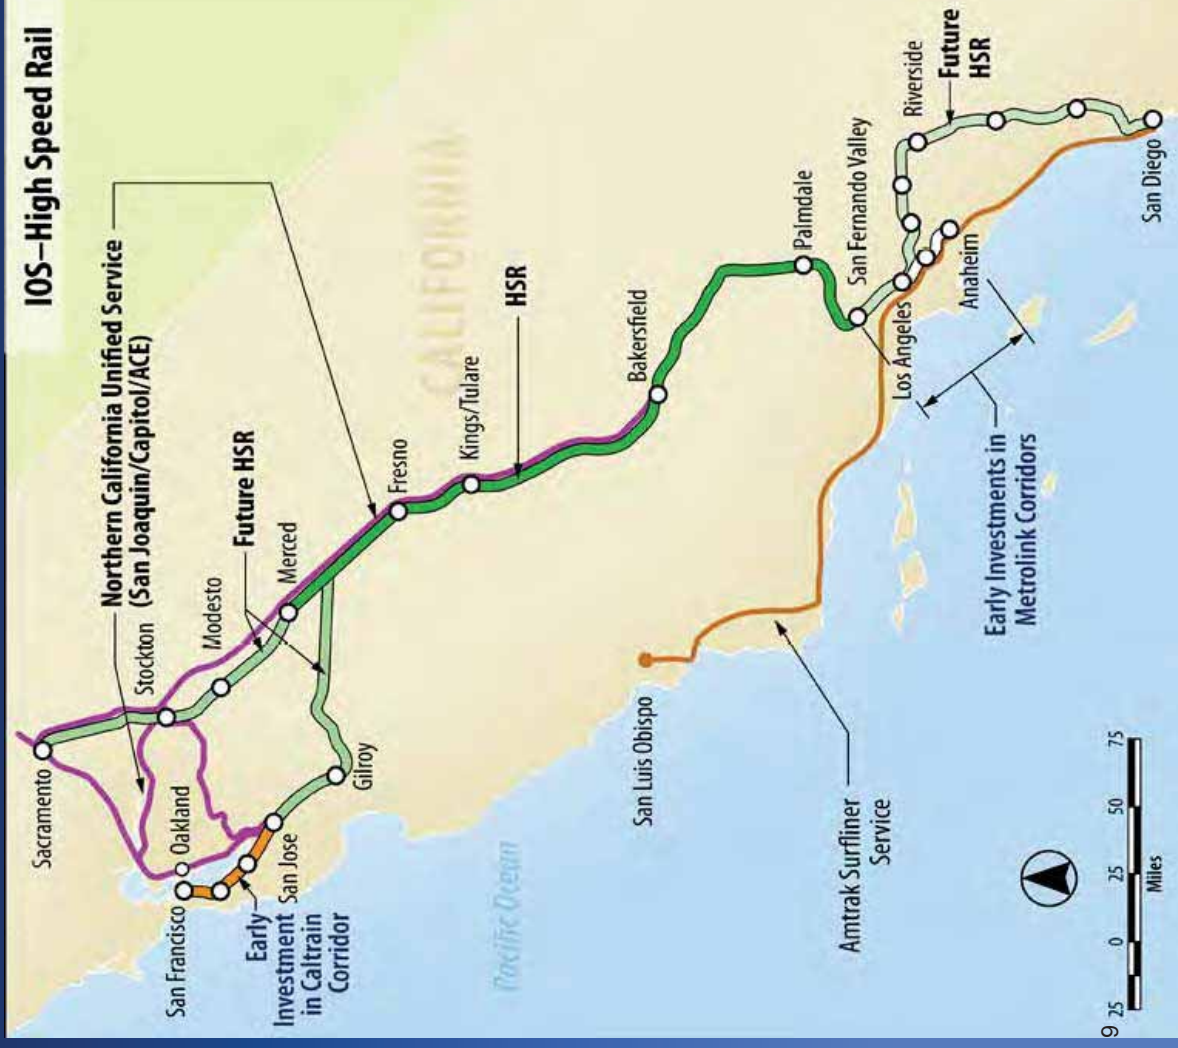 IOS–High Speed Rail
Northern California Unified Service
(San Joaquin/Capitol/ACE)
Sacramento
Stockton
Modesto
Future HSR
Merced
Oakland
San Francisco
Early
Investment
in Caltrain
Corridor
San Jose
Gilroy
Fresno
Kings/Tulare
CALIFORNIA
HSR
Pacific Ocean
Bakersfield
San Luis Obispo
Palmdale
San Fernando Valley
Los Angeles
Riverside
Future
HSR
Anaheim
San Diego
Amtrak Surfliner
Service
Early Investments in
Metrolink Corridors
25 0 25 50 75
Miles
9